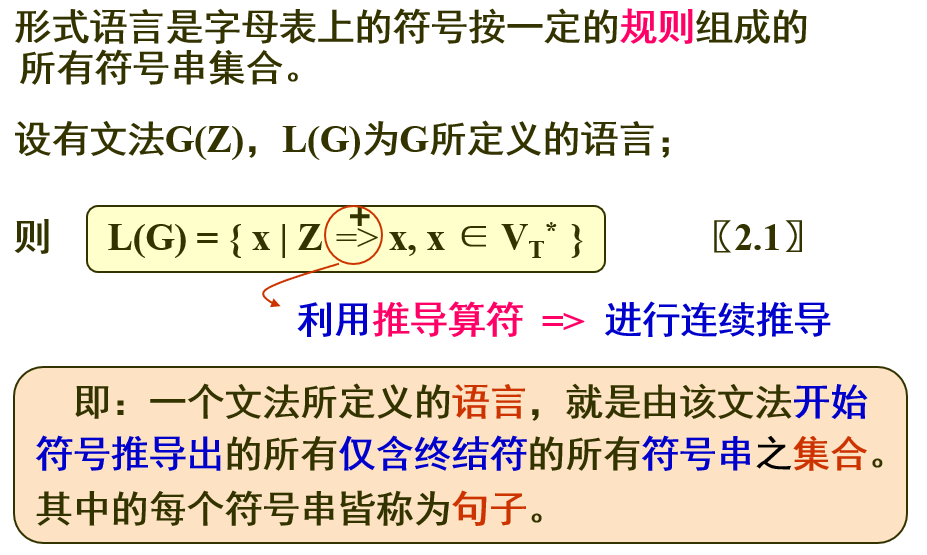 形式语言是字母表上的符号按一定的规则组成的
所有符号串集合。
设有文法G(Z)，L(G)为G所定义的语言；
则 L(G) = { x | Z =>⁺ x, x ∈ V_T* } 〖2.1〗
利用推导算符 => 进行连续推导
即：一个文法所定义的语言，就是由该文法开始
符号推导出的所有仅含终结符的所有符号串之集合。
其中的每个符号串皆称为句子。